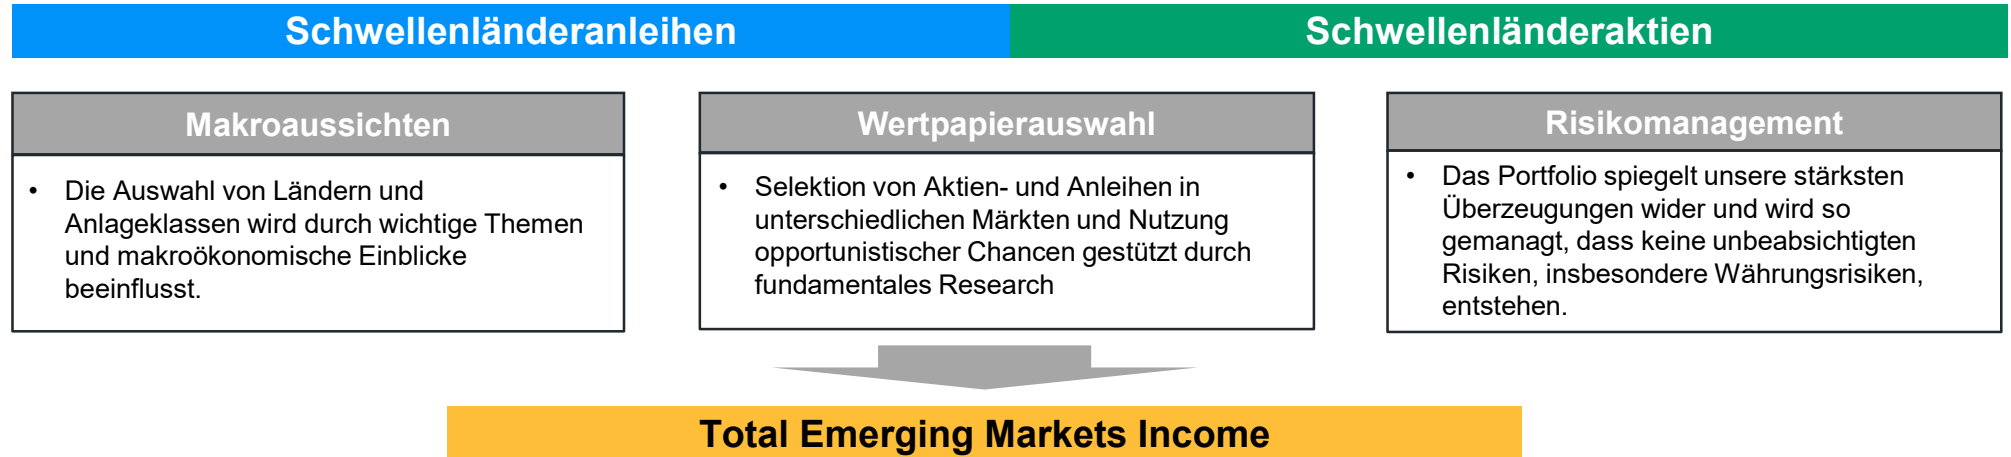 Schwellenländeranleihen
Schwellenländeraktien
Makroaussichten
• Die Auswahl von Ländern und
Anlageklassen wird durch wichtige Themen
und makroökonomische Einblicke
beeinflusst.
Wertpapierauswahl
• Selektion von Aktien- und Anleihen in
unterschiedlichen Märkten und Nutzung
opportunistischer Chancen gestützt durch
fundamentales Research
Risikomanagement
• Das Portfolio spiegelt unsere stärksten
Überzeugungen wider und wird so
gemanagt, dass keine unbeabsichtigten
Risiken, insbesondere Währungsrisiken,
entstehen.
Total Emerging Markets Income